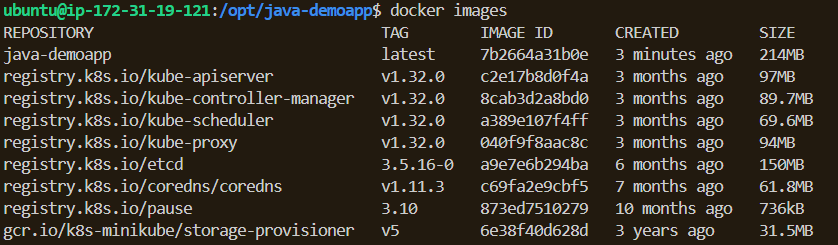 ubuntu@ip-172-31-19-121:/opt/java-demoapp$ docker images
REPOSITORY TAG IMAGE ID CREATED SIZE
java-demoapp latest 7b2664a31b0e 3 minutes ago 214MB
registry.k8s.io/kube-apiserver v1.32.0 c2e17b8d0f4a 3 months ago 97MB
registry.k8s.io/kube-controller-manager v1.32.0 8cab3d2a8bd0 3 months ago 89.7MB
registry.k8s.io/kube-scheduler v1.32.0 a389e107f4ff 3 months ago 69.6MB
registry.k8s.io/kube-proxy v1.32.0 040f9f8aac8c 3 months ago 94MB
registry.k8s.io/etcd 3.5.16-0 a9e7e6b294ba 6 months ago 150MB
registry.k8s.io/coredns/coredns v1.11.3 c69fa2e9cbf5 7 months ago 61.8MB
registry.k8s.io/pause 3.10 873ed7510279 10 months ago 736kB
gcr.io/k8s-minikube/storage-provisioner v5 6e38f40d628d 3 years ago 31.5MB